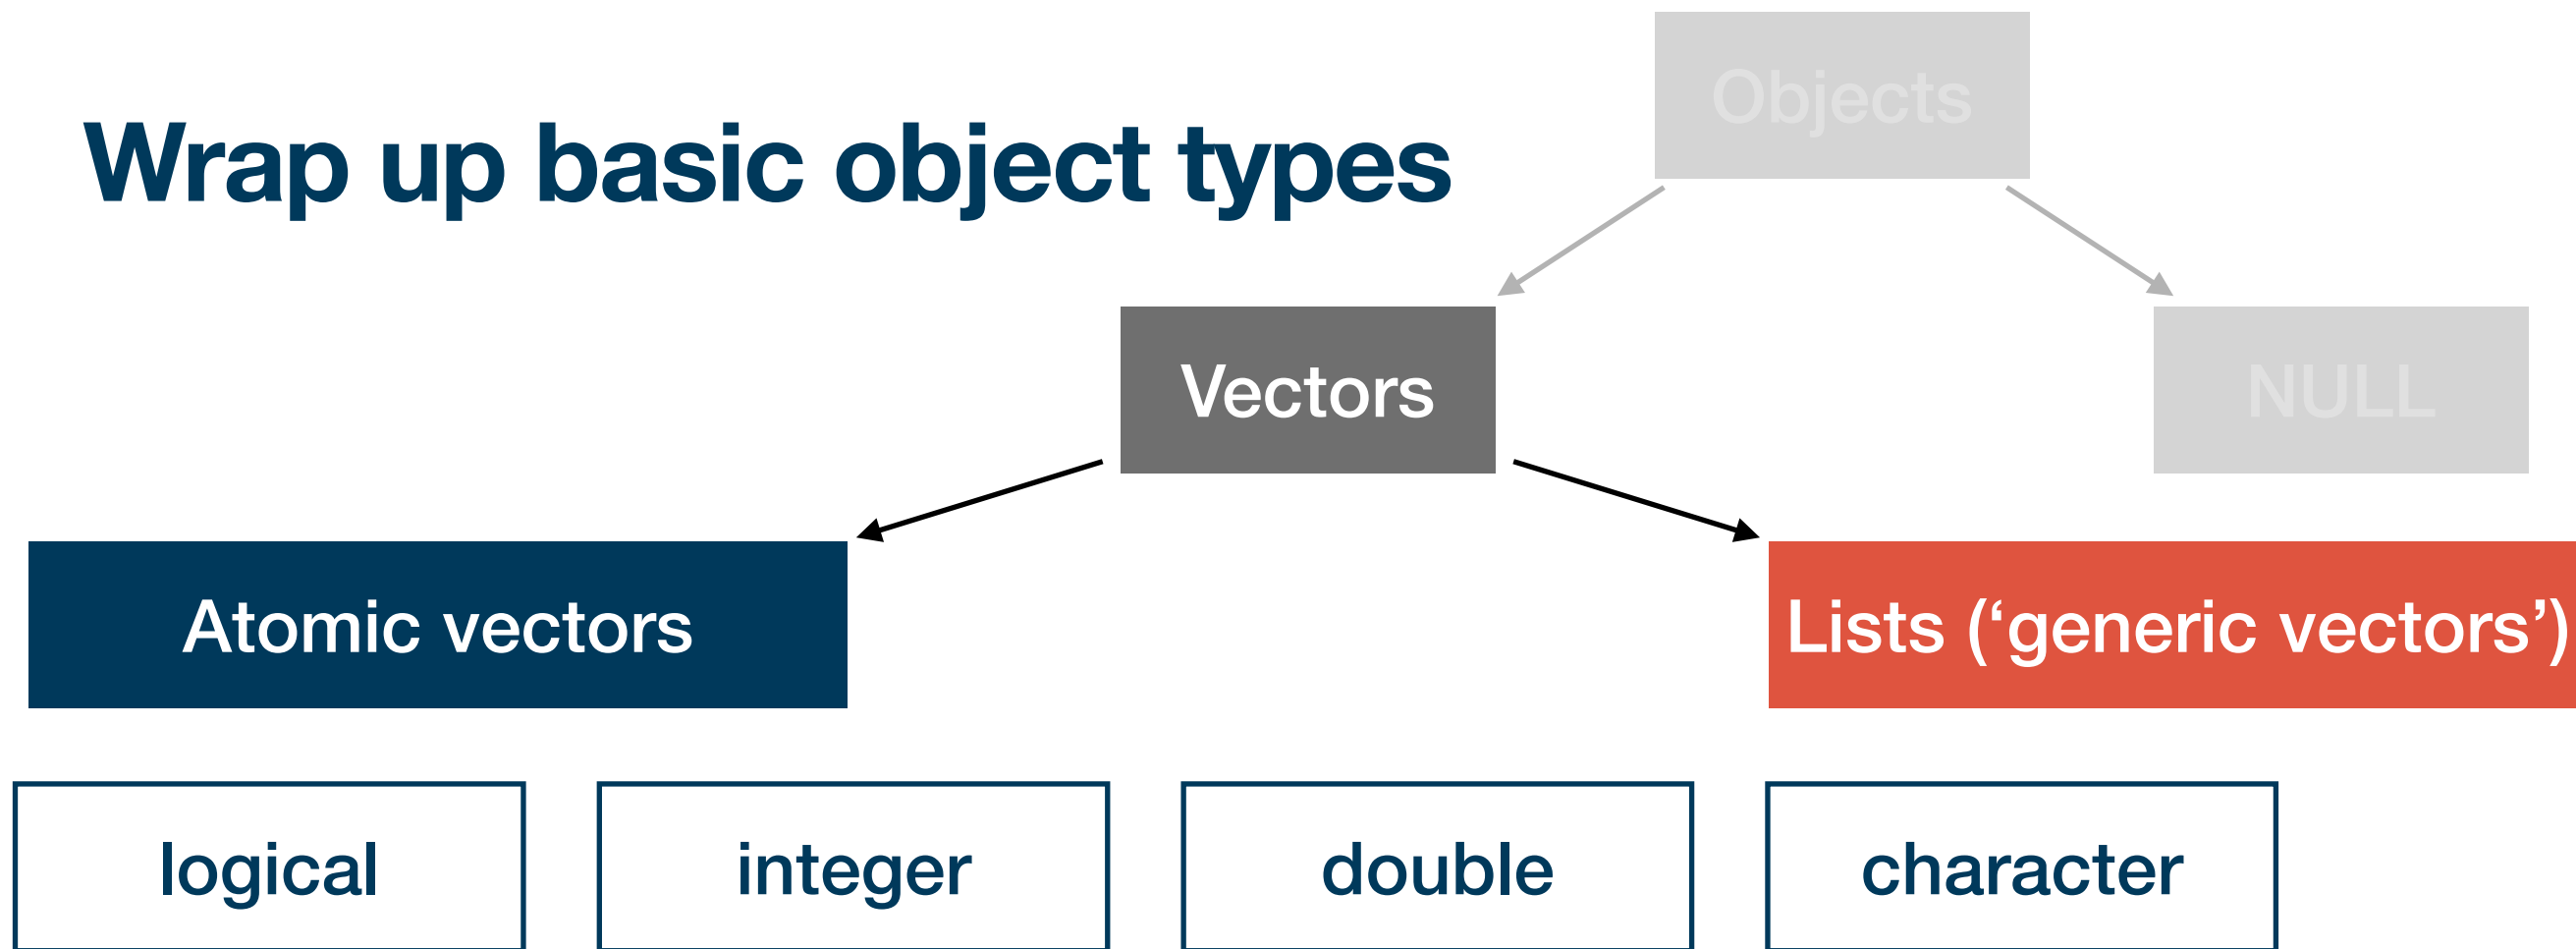 Objects
Wrap up basic object types
Vectors
NULL
Atomic vectors
Lists (‘generic vectors’)
logical
integer
double
character